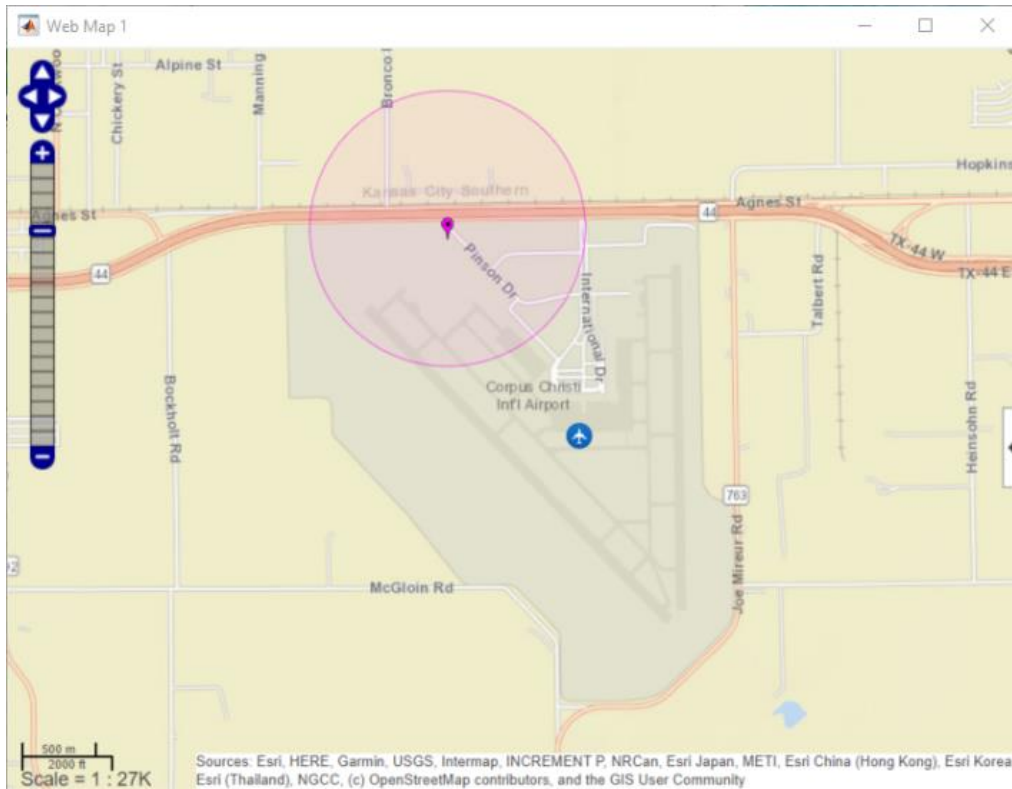 Web Map 1
Alpine St
Chickery St
Manning
Bronco
Hopkins
Kansas City Southern
Agnes St
44
Agnes St
TX-44 W
TX-44 E
44
Pinson Dr
International Dr
Talbert Rd
Bockholt Rd
Corpus Christi
Int'l Airport
Heinsohn Rd
763
Joe Mireur Rd
McGloin Rd
500 m
2000 ft
Scale = 1 : 27K
Sources: Esri, HERE, Garmin, USGS, Intermap, INCREMENT P, NRCan, Esri Japan, METI, Esri China (Hong Kong), Esri Korea
Esri (Thailand), NGCC, (c) OpenStreetMap contributors, and the GIS User Community